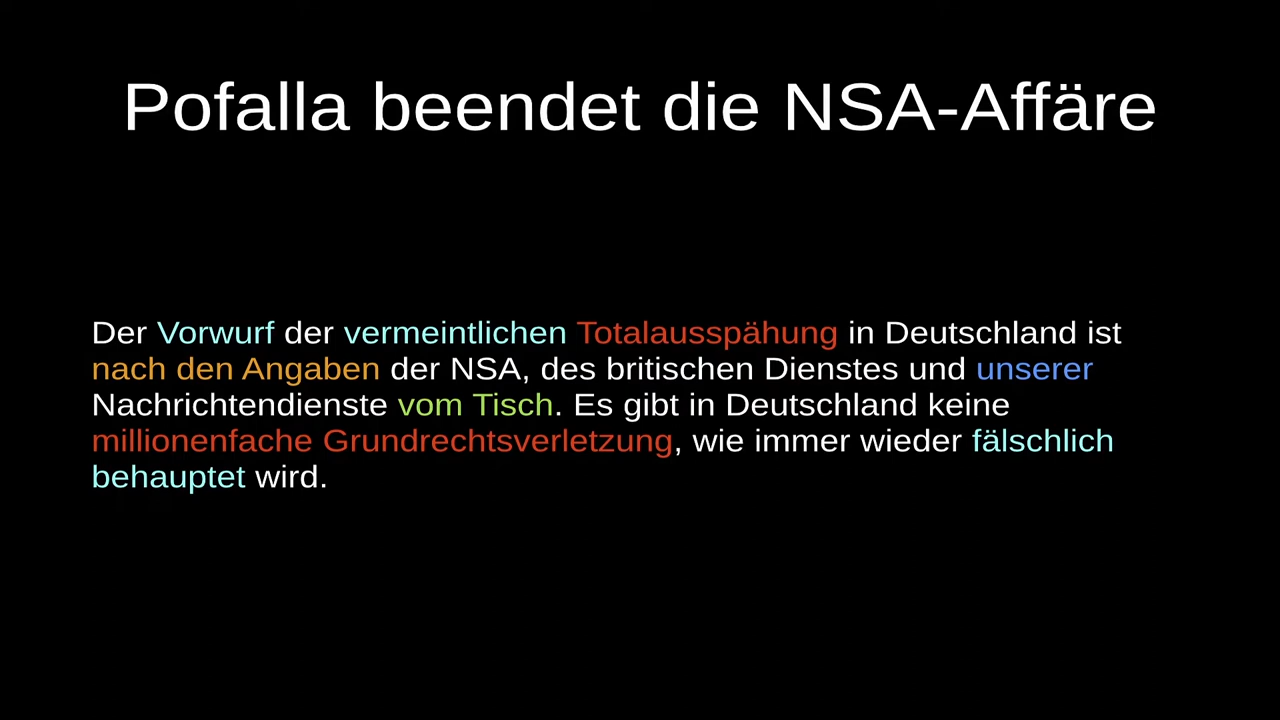 Pofalla beendet die NSA-Affäre
Der Vorwurf der vermeintlichen Totalausspähung in Deutschland ist
nach den Angaben der NSA, des britischen Dienstes und unserer
Nachrichtendienste vom Tisch. Es gibt in Deutschland keine
millionenfache Grundrechtsverletzung, wie immer wieder fälschlich
behauptet wird.